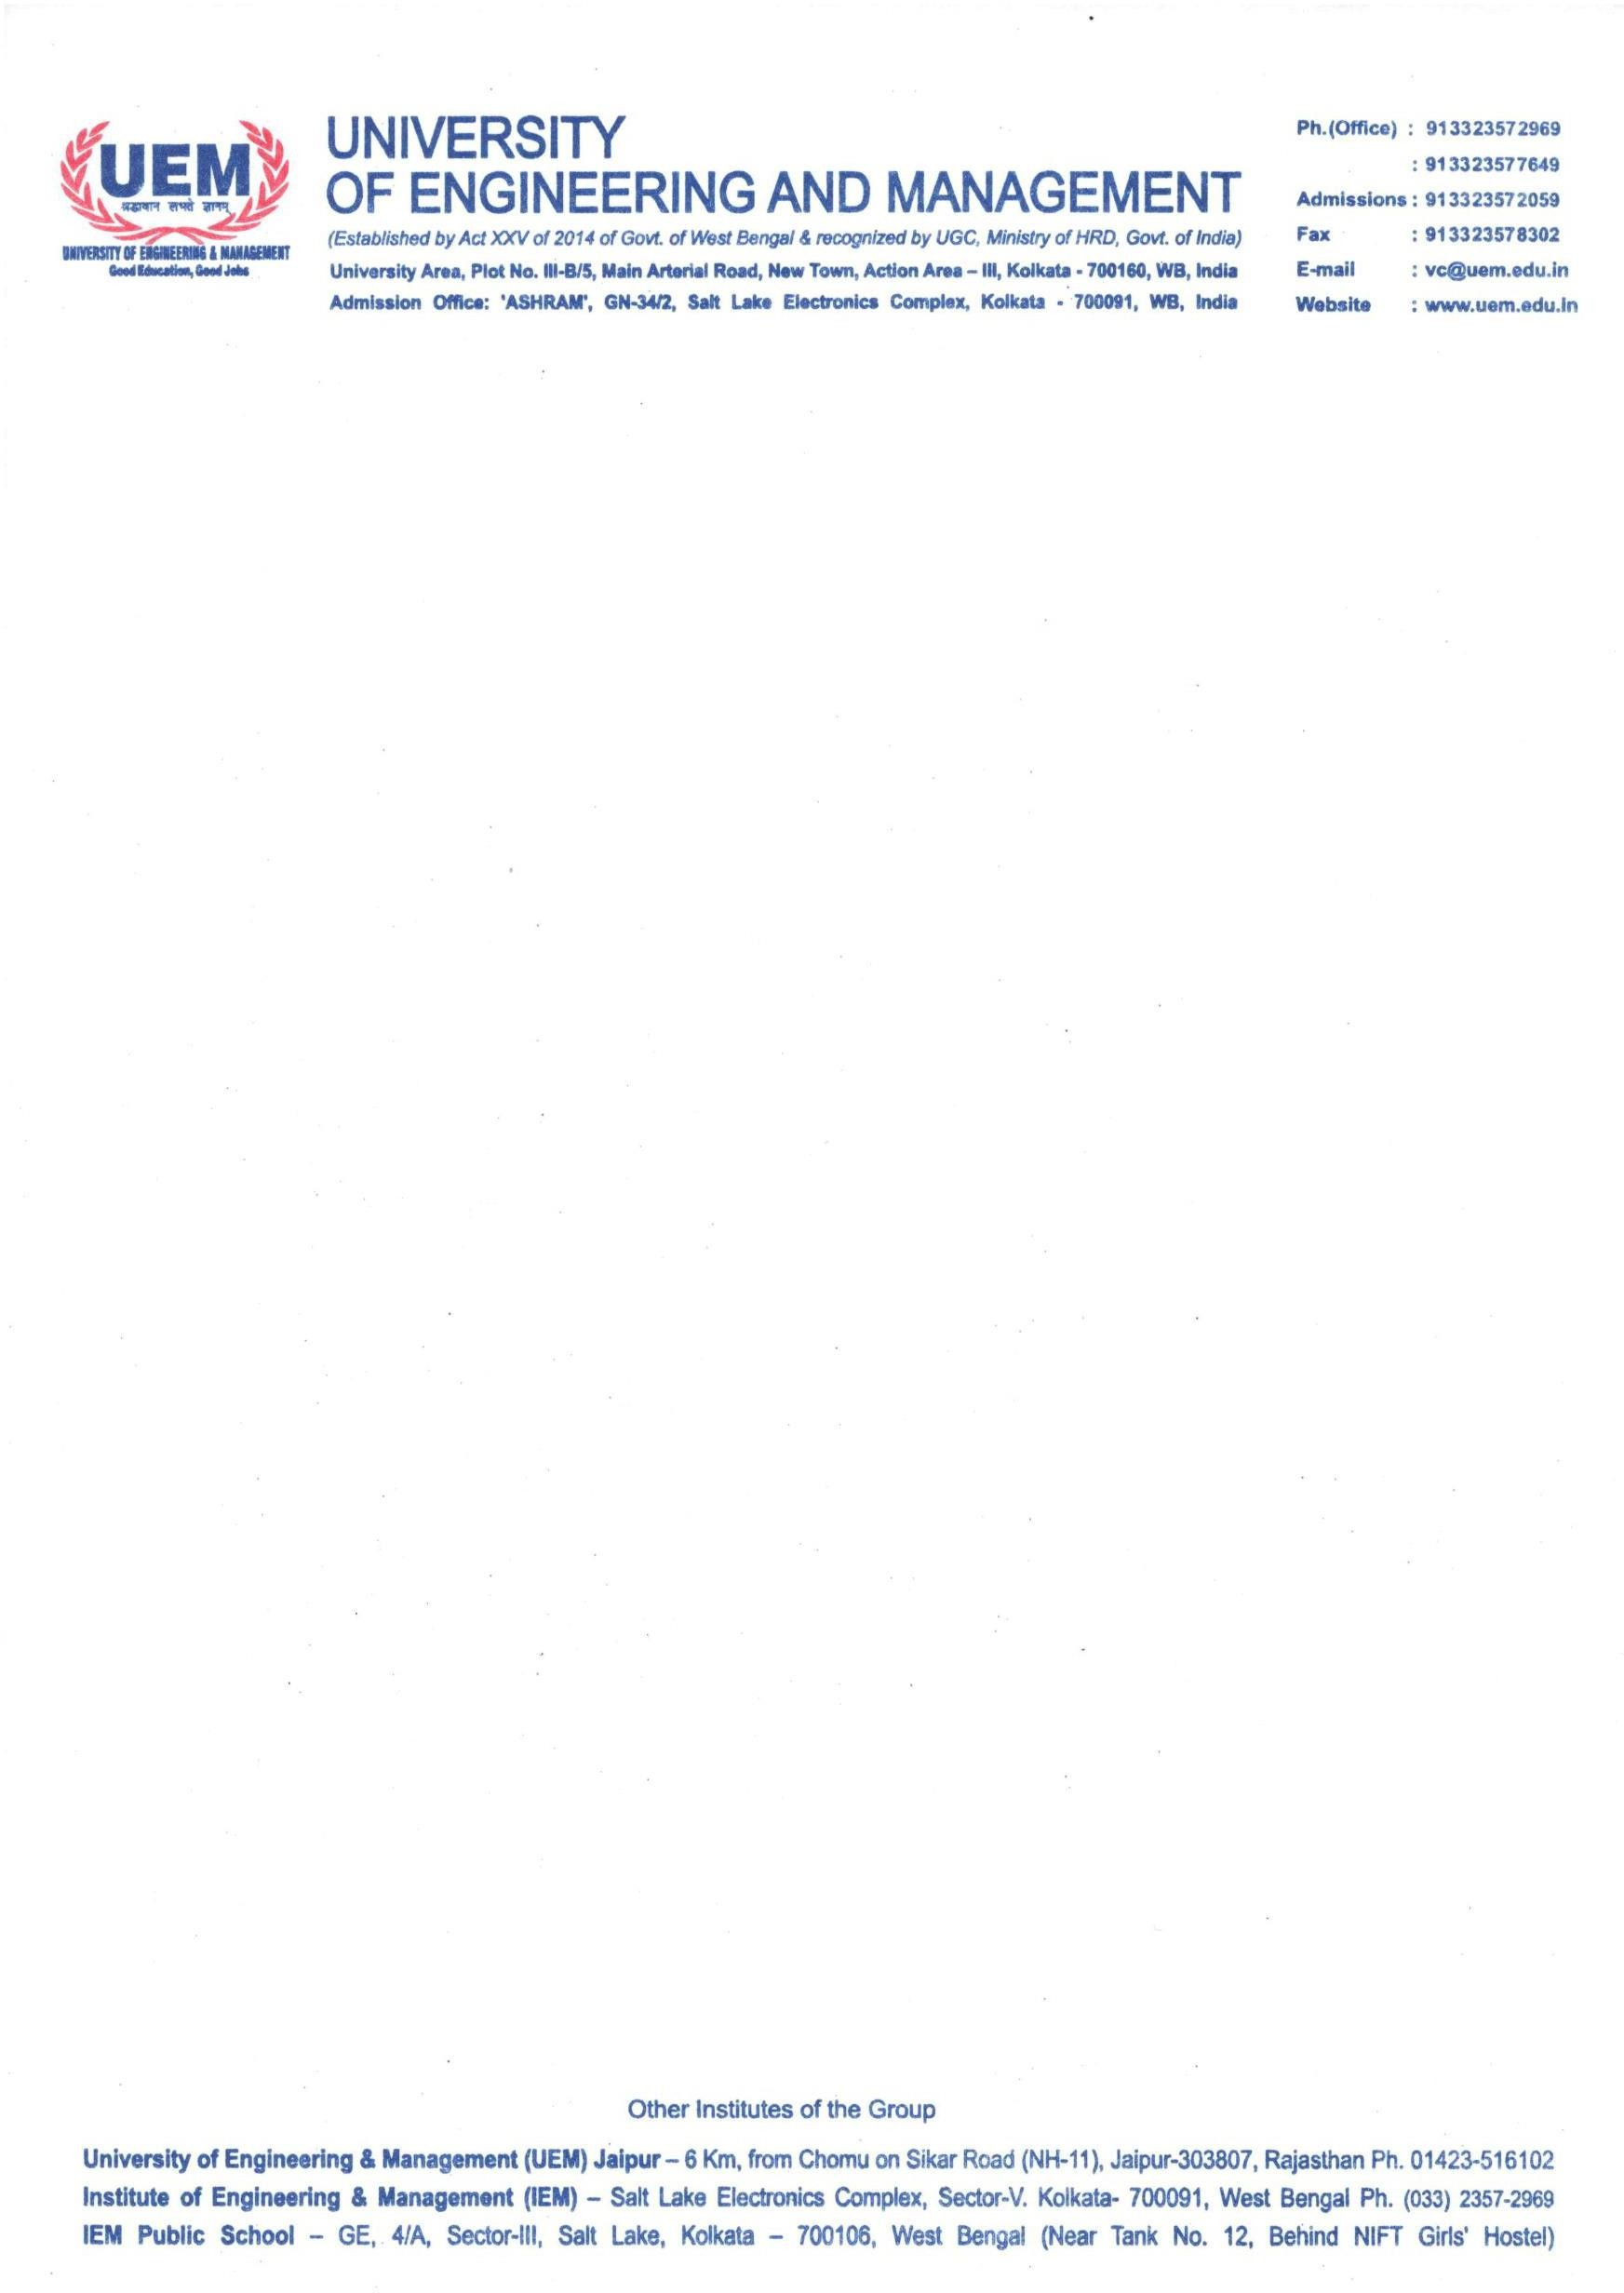 UEM
श्रद्धावान लभते ज्ञानम्
UNIVERSITY OF ENGINEERING & MANAGEMENT
Good Education, Good Jobs
UNIVERSITY
OF ENGINEERING AND MANAGEMENT
(Established by Act XXV of 2014 of Govt. of West Bengal & recognized by UGC, Ministry of HRD, Govt. of India)
University Area, Plot No. III-B/5, Main Arterial Road, New Town, Action Area – III, Kolkata - 700160, WB, India
Admission Office: 'ASHRAM', GN-34/2, Salt Lake Electronics Complex, Kolkata - 700091, WB, India
Ph.(Office) : 913323572969
: 913323577649
Admissions : 913323572059
Fax : 913323578302
E-mail : vc@uem.edu.in
Website : www.uem.edu.in
Other Institutes of the Group
University of Engineering & Management (UEM) Jaipur – 6 Km, from Chomu on Sikar Road (NH-11), Jaipur-303807, Rajasthan Ph. 01423-516102
Institute of Engineering & Management (IEM) – Salt Lake Electronics Complex, Sector-V. Kolkata- 700091, West Bengal Ph. (033) 2357-2969
IEM Public School – GE, 4/A, Sector-III, Salt Lake, Kolkata – 700106, West Bengal (Near Tank No. 12, Behind NIFT Girls' Hostel)